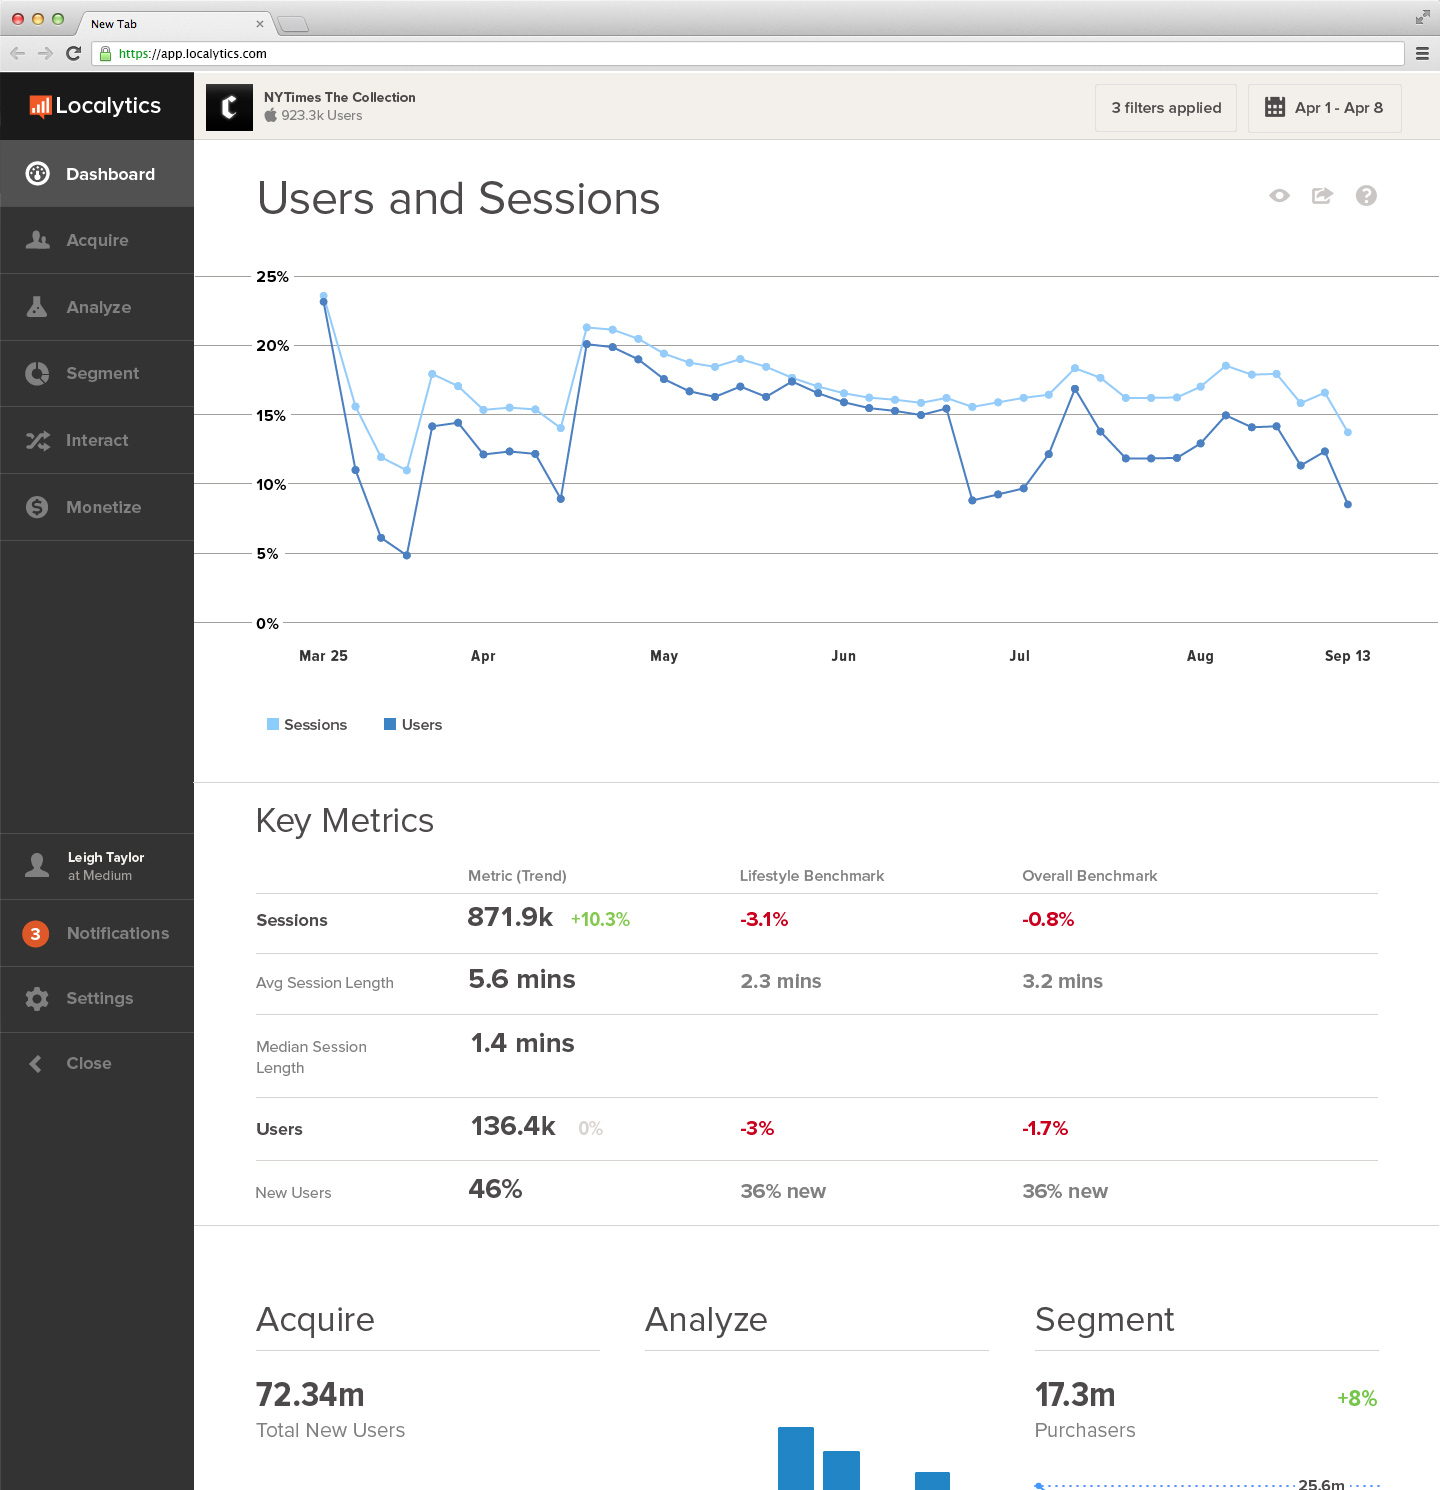 New Tab
https://app.localytics.com
Localytics
NYTimes The Collection
923.3k Users
3 filters applied
Apr 1 - Apr 8
Dashboard
Acquire
Analyze
Segment
Interact
Monetize
Leigh Taylor
at Medium
3 Notifications
Settings
Close
Users and Sessions
25%
20%
15%
10%
5%
0%
Mar 25 Apr May Jun Jul Aug Sep 13
Sessions Users
Key Metrics
Metric (Trend) Lifestyle Benchmark Overall Benchmark
Sessions 871.9k +10.3% -3.1% -0.8%
Avg Session Length 5.6 mins 2.3 mins 3.2 mins
Median Session
Length
1.4 mins
Users 136.4k 0% -3% -1.7%
New Users 46% 36% new 36% new
Acquire
72.34m
Total New Users
Analyze
Segment
17.3m +8%
Purchasers
25.6m